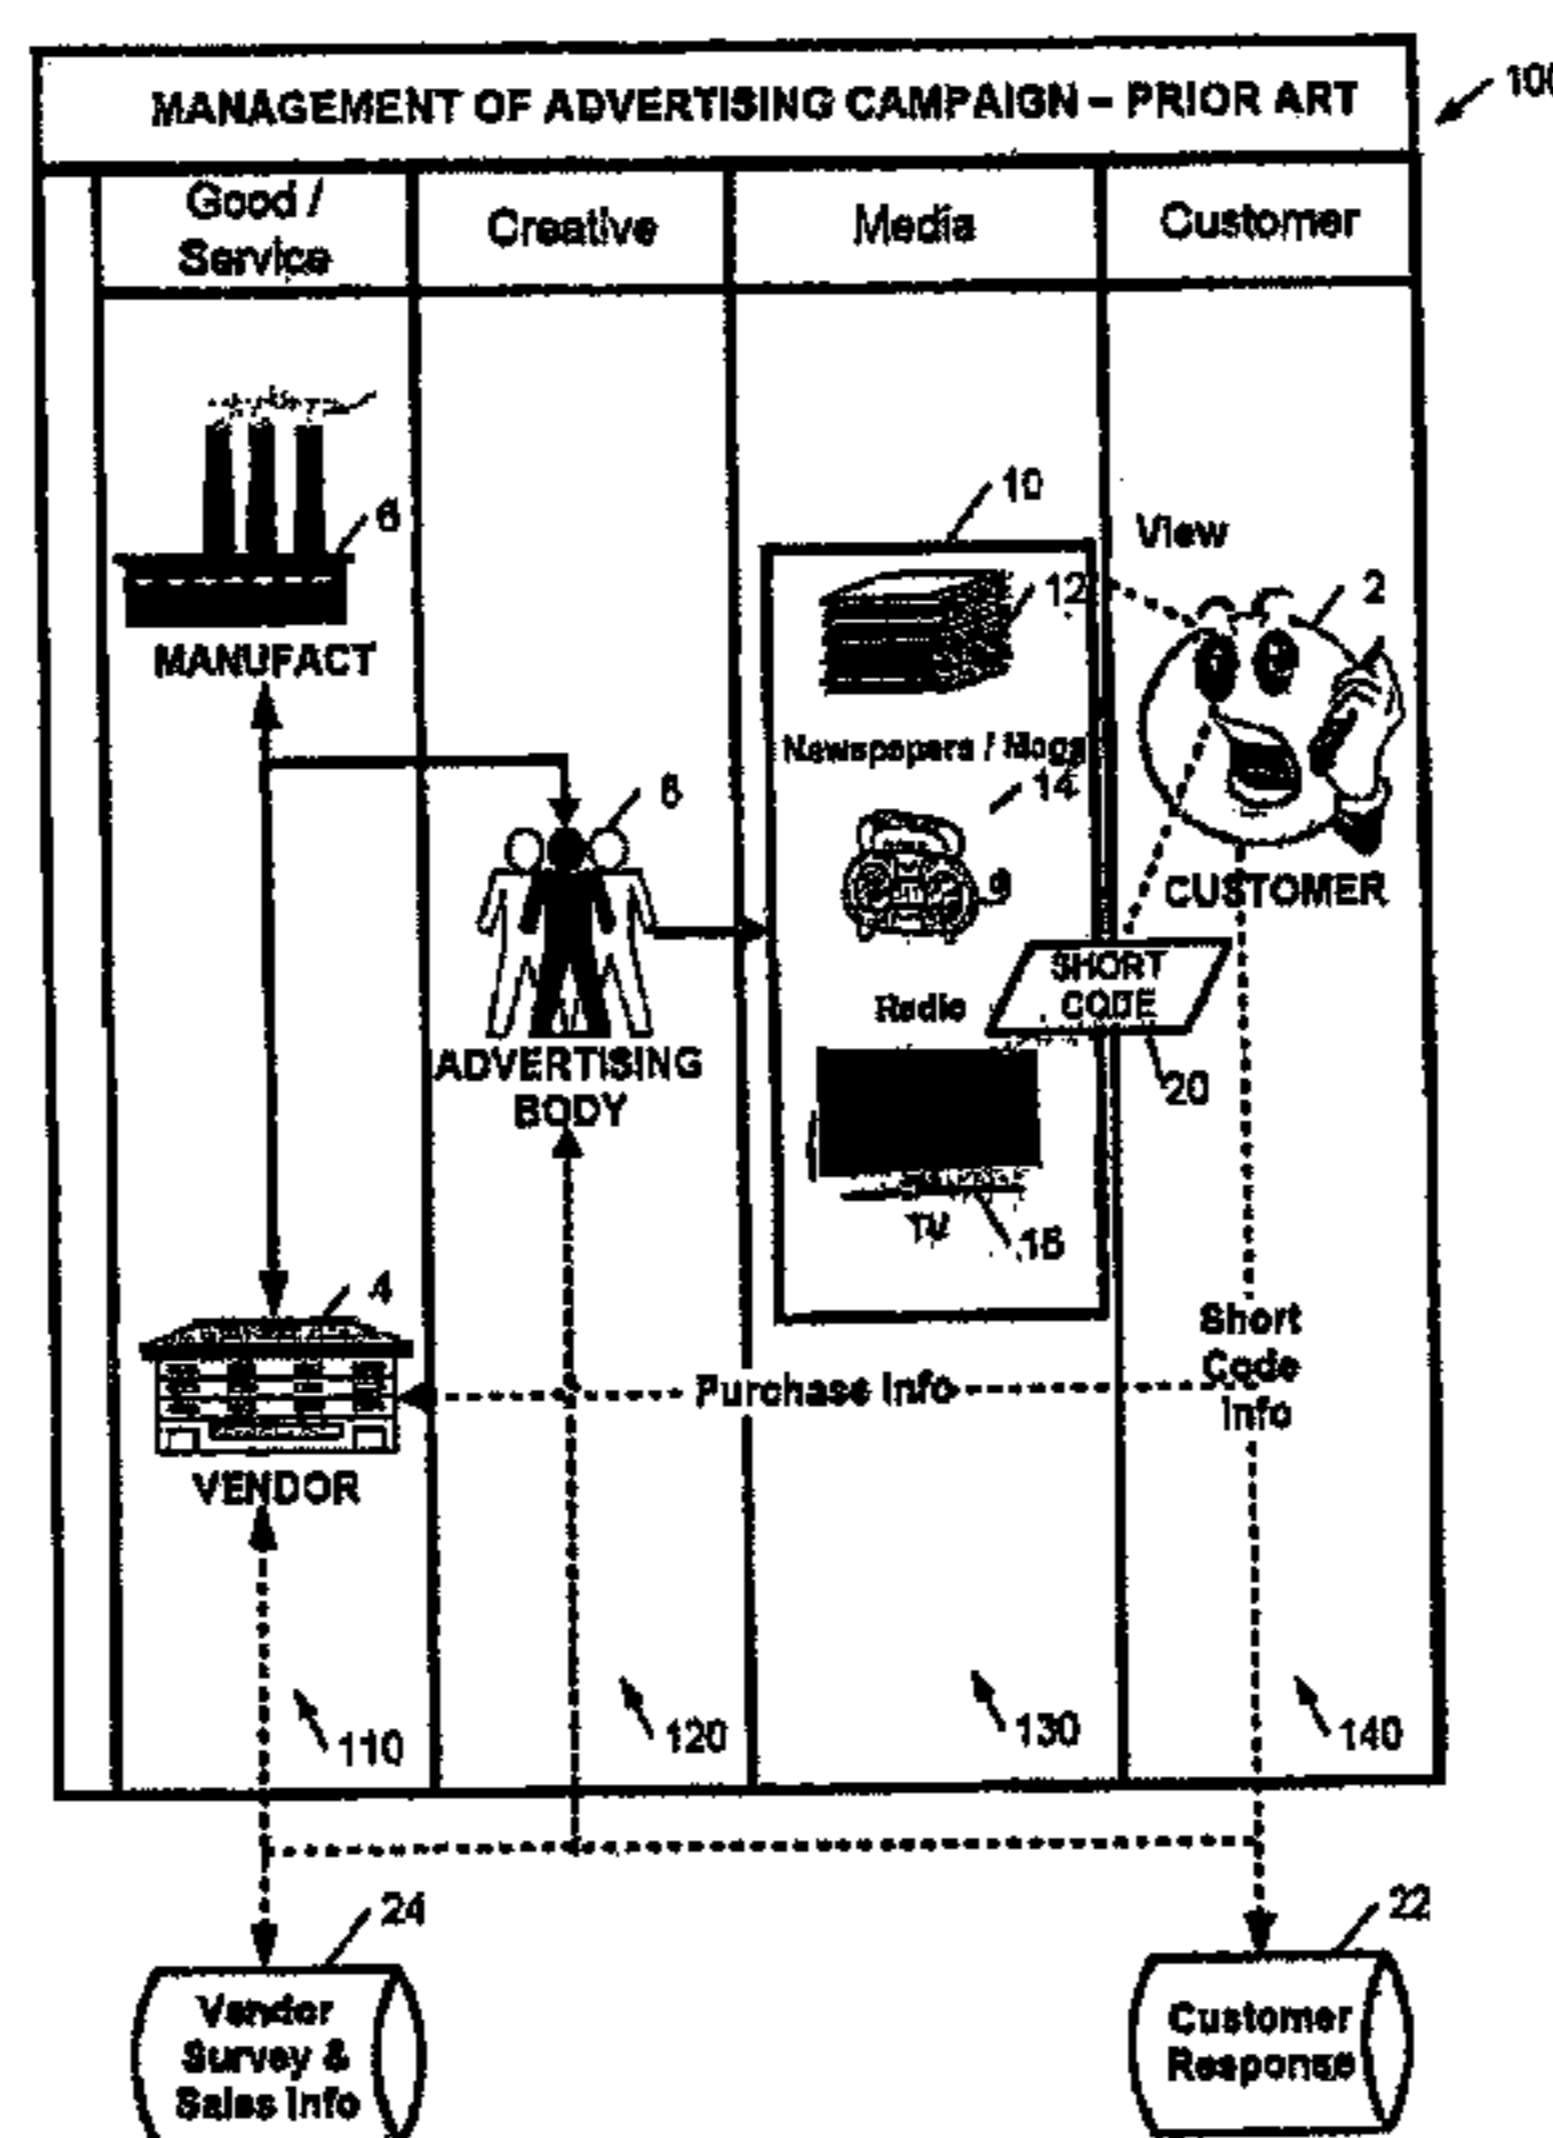 MANAGEMENT OF ADVERTISING CAMPAIGN – PRIOR ART
100
Good /
Service
Creative
Media
Customer
10
View
6
12
2
MANUFACT
Newspapers / Mags
14
8
CUSTOMER
SHORT
CODE
Radio
ADVERTISING
BODY
20
TV
16
4
Short
Code
Info
Purchase Info
VENDOR
110
120
130
140
24
22
Vendor
Survey &
Sales Info
Customer
Response